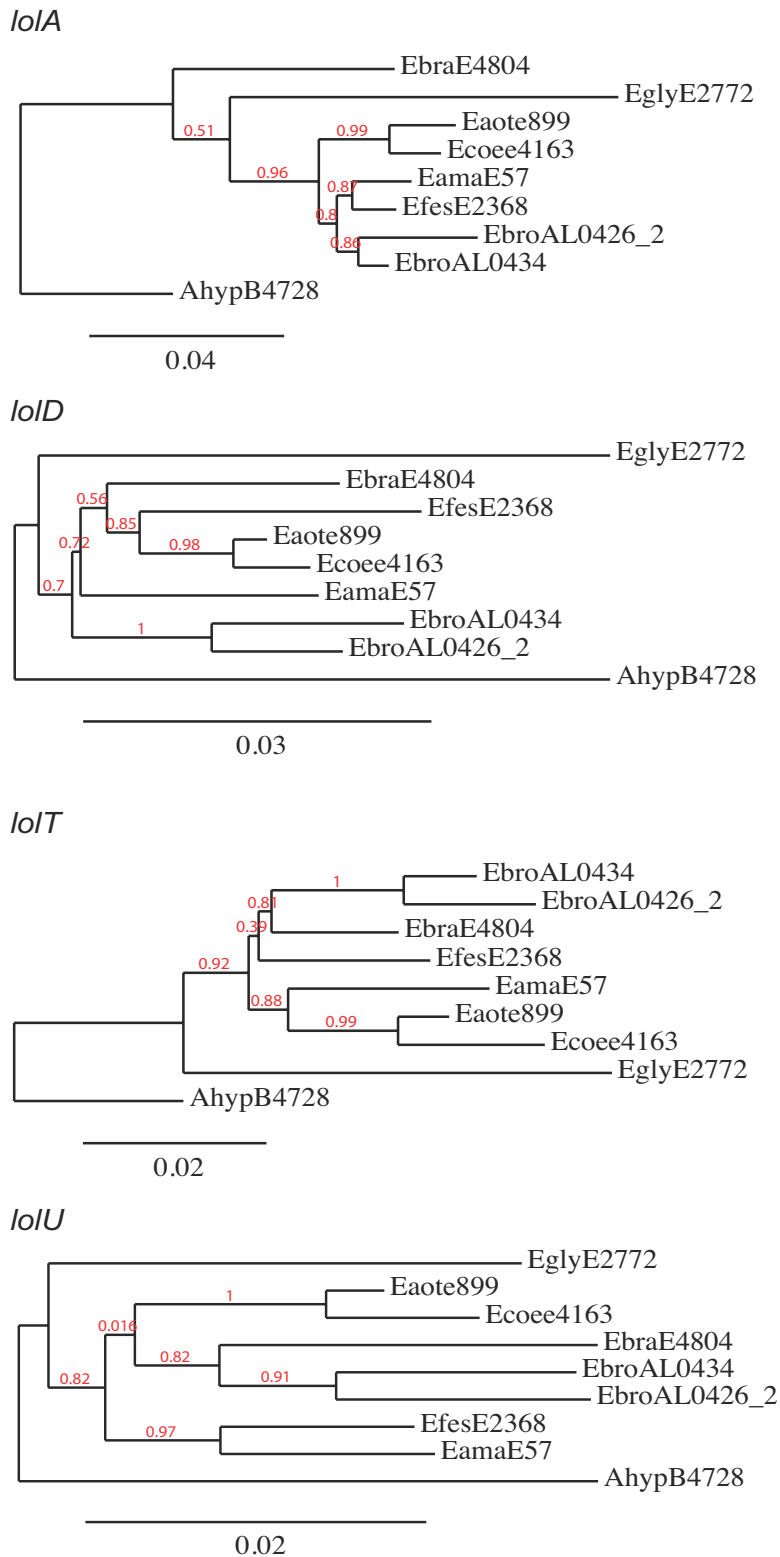 lolA
EbraE4804
EglyE2772
0.51
0.99
Eaote899
Ecoee4163
0.96
EamaE57
0.87
EfesE2368
0.8
EbroAL0426_2
0.86
EbroAL0434
AhypB4728
0.04
lolD
EglyE2772
EbraE4804
0.56
EfesE2368
0.85
Eaote899
0.98
0.72
Ecoee4163
0.7
EamaE57
EbroAL0434
1
EbroAL0426_2
AhypB4728
0.03
lolT
EbroAL0434
1
EbroAL0426_2
0.81
EbraE4804
0.39
EfesE2368
0.92
EamaE57
0.88
Eaote899
0.99
Ecoee4163
EglyE2772
AhypB4728
0.02
lolU
EglyE2772
Eaote899
1
Ecoee4163
0.016
EbraE4804
0.82
EbroAL0434
0.82
0.91
EbroAL0426_2
EfesE2368
0.97
EamaE57
AhypB4728
0.02